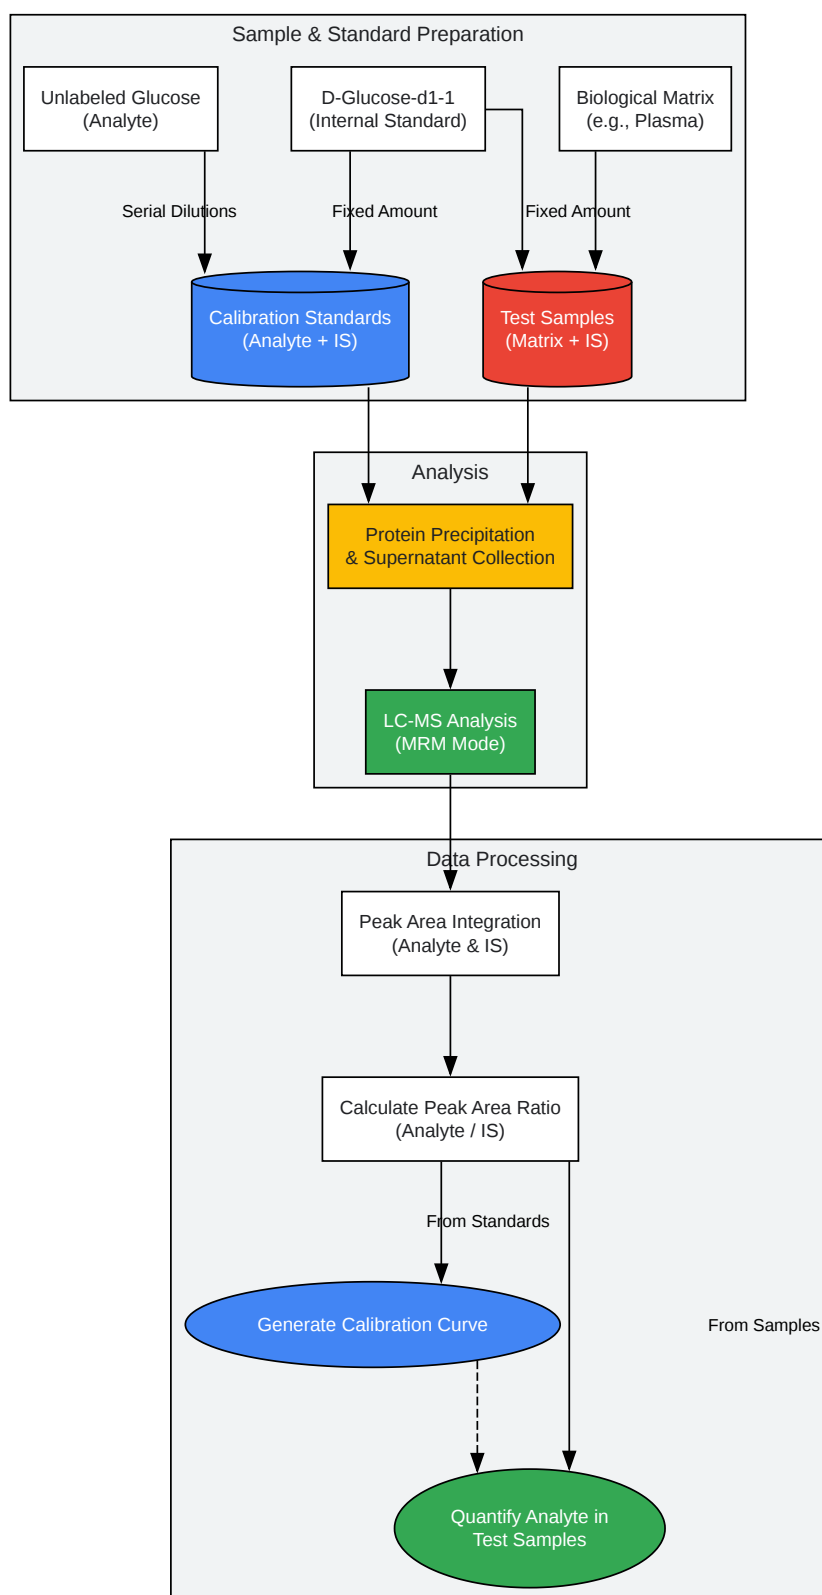 Sample & Standard Preparation
Unlabeled Glucose
(Analyte)
D-Glucose-d1-1
(Internal Standard)
Biological Matrix
(e.g., Plasma)
Serial Dilutions
Fixed Amount
Fixed Amount
Calibration Standards
(Analyte + IS)
Test Samples
(Matrix + IS)
Analysis
Protein Precipitation
& Supernatant Collection
LC-MS Analysis
(MRM Mode)
Data Processing
Peak Area Integration
(Analyte & IS)
Calculate Peak Area Ratio
(Analyte / IS)
From Standards
Generate Calibration Curve
From Samples
Quantify Analyte in
Test Samples